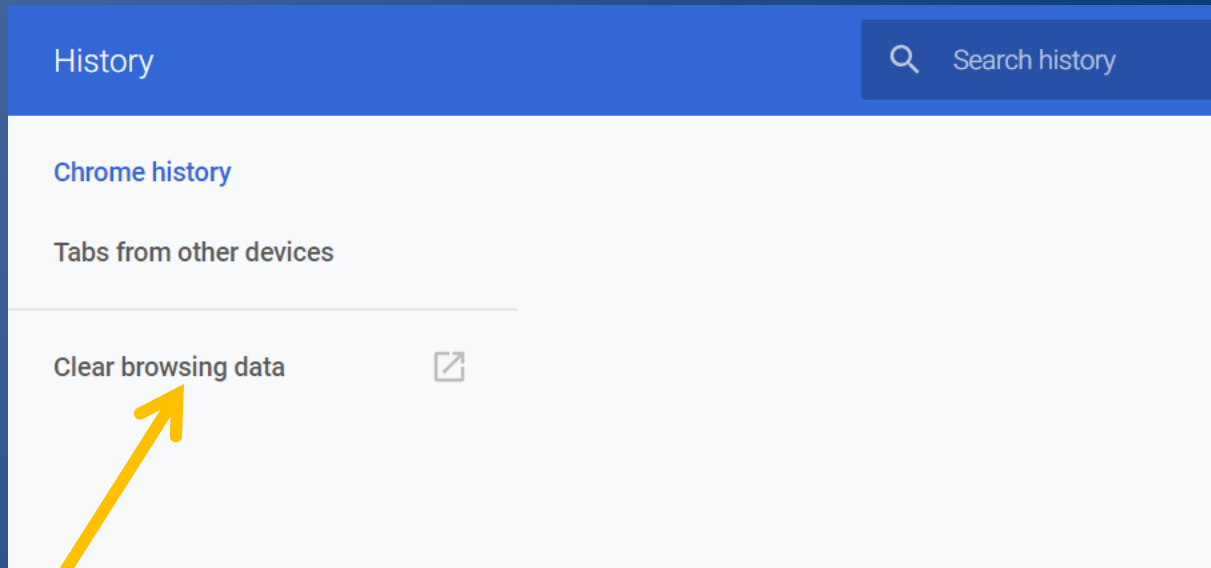 History
Search history
Chrome history
Tabs from other devices
Clear browsing data